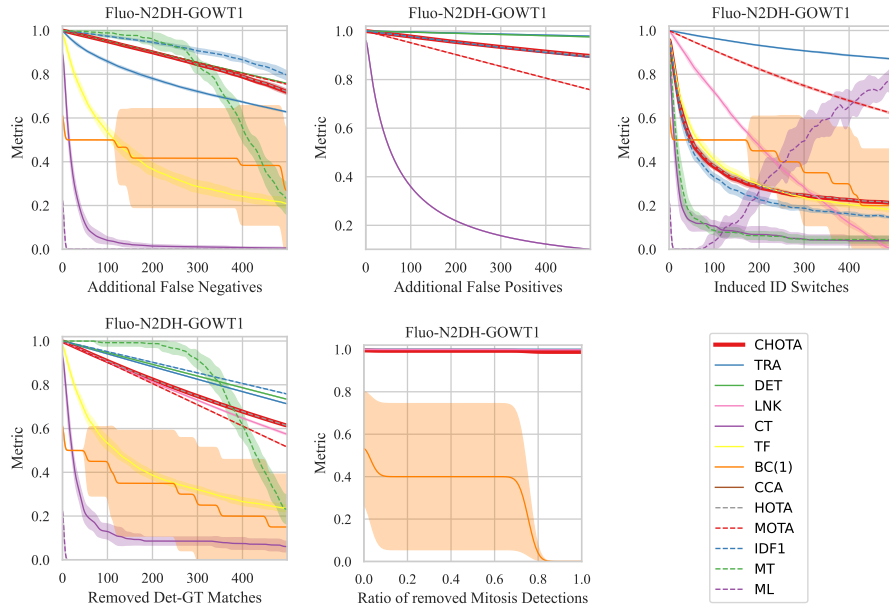 Fluo-N2DH-GOWT1
Fluo-N2DH-GOWT1
Fluo-N2DH-GOWT1
1.0
0.8
0.6
0.4
0.2
0.0
Metric
0 100 200 300 400
Additional False Negatives
1.0
0.8
0.6
0.4
0.2
Metric
0 100 200 300 400
Additional False Positives
1.0
0.8
0.6
0.4
0.2
0.0
Metric
0 100 200 300 400
Induced ID Switches
Fluo-N2DH-GOWT1
Fluo-N2DH-GOWT1
1.0
0.8
0.6
0.4
0.2
0.0
Metric
0 100 200 300 400
Removed Det-GT Matches
1.0
0.8
0.6
0.4
0.2
0.0
Metric
0.0 0.2 0.4 0.6 0.8 1.0
Ratio of removed Mitosis Detections
CHOTA
TRA
DET
LNK
CT
TF
BC(1)
CCA
HOTA
MOTA
IDF1
MT
ML